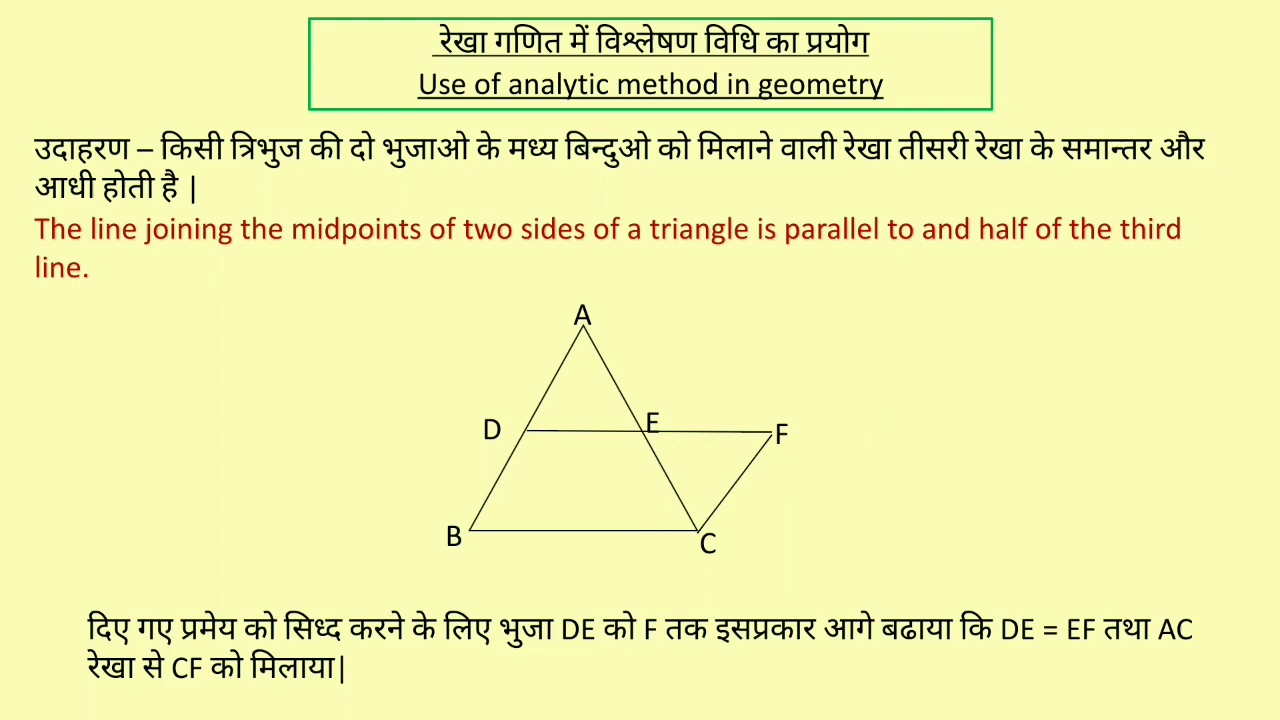 रेखा गणित में विश्लेषण विधि का प्रयोग
Use of analytic method in geometry
उदाहरण – किसी त्रिभुज की दो भुजाओ के मध्य बिन्दुओ को मिलाने वाली रेखा तीसरी रेखा के समान्तर और
आधी होती है |
The line joining the midpoints of two sides of a triangle is parallel to and half of the third
line.
A
D
E
F
B
C
दिए गए प्रमेय को सिध्द करने के लिए भुजा DE को F तक इसप्रकार आगे बढाया कि DE = EF तथा AC
रेखा से CF को मिलाया|